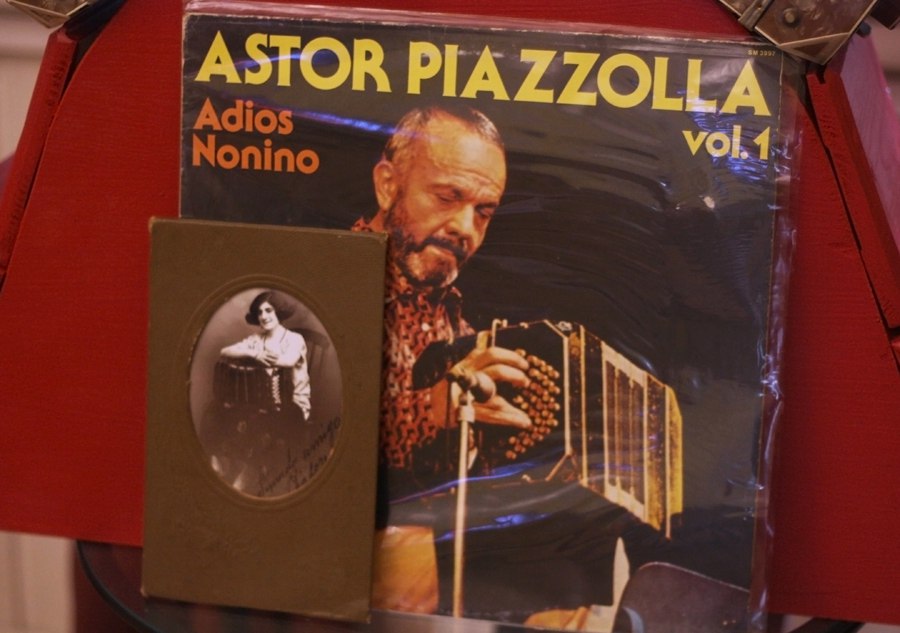 ASTOR PIAZZOLLA
Adios
Nonino
vol. 1